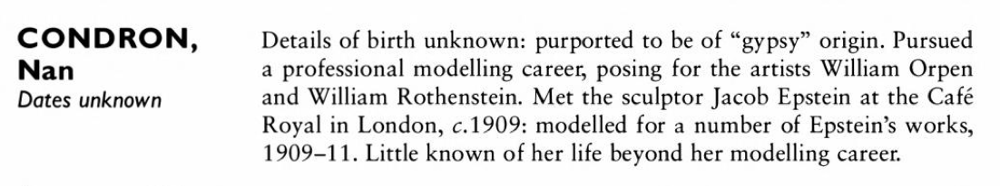 CONDRON,
Nan
Dates unknown
Details of birth unknown: purported to be of “gypsy” origin. Pursued
a professional modelling career, posing for the artists William Orpen
and William Rothenstein. Met the sculptor Jacob Epstein at the Café
Royal in London, c.1909: modelled for a number of Epstein’s works,
1909–11. Little known of her life beyond her modelling career.